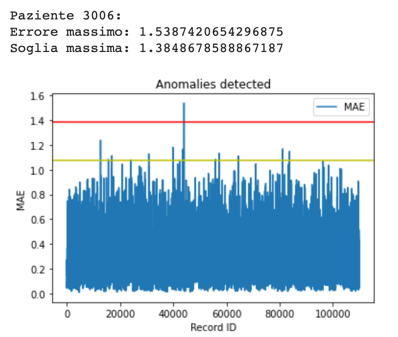 Paziente 3006:
Errore massimo: 1.5387420654296875
Soglia massima: 1.3848678588867187
Anomalies detected
MAE
1.6
1.4
1.2
1.0
0.8
0.6
0.4
0.2
0.0
MAE
0 20000 40000 60000 80000 100000
Record ID